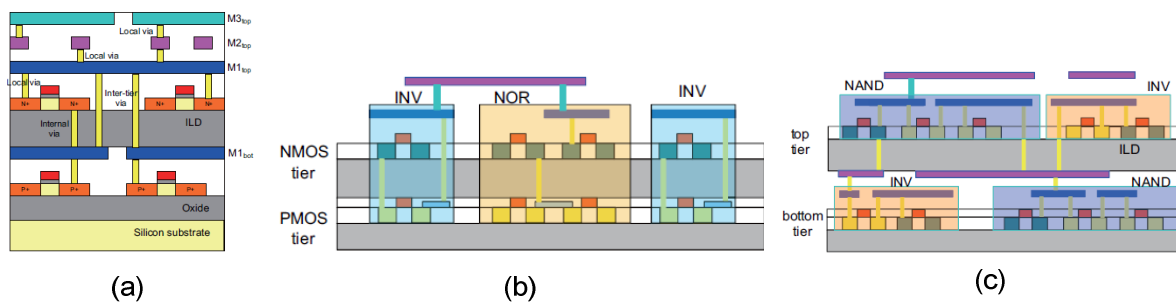 M3top
Local via
M2top
Local via
M1top
Local via
Inter-tier
via
N+
N+
N+
N+
Internal
via
ILD
M1bot
P+
P+
P+
P+
Oxide
Silicon substrate
(a)
INV
NOR
INV
NMOS
tier
PMOS
tier
(b)
NAND
INV
top
tier
ILD
INV
NAND
bottom
tier
(c)